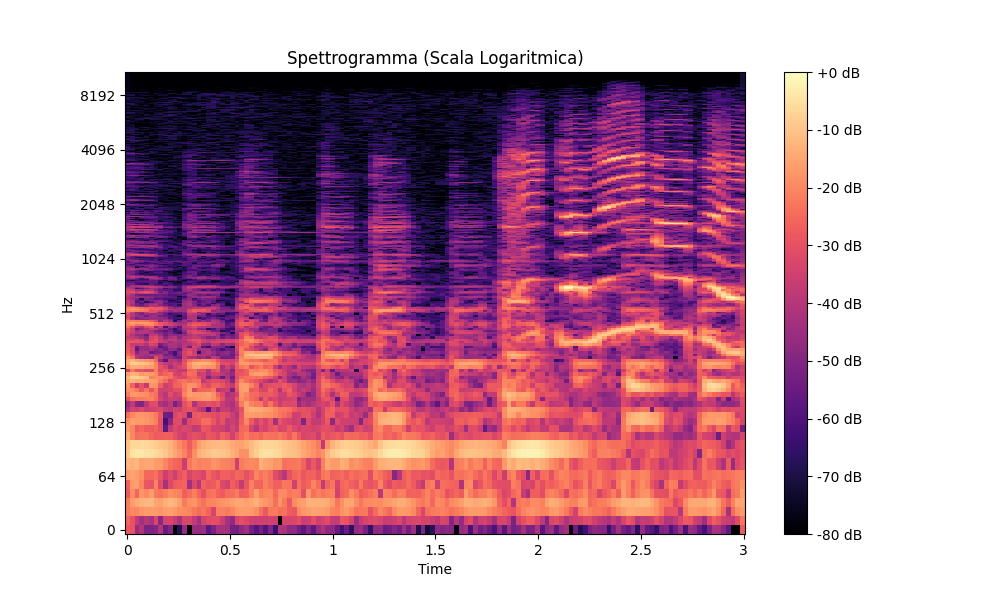 Spettrogramma (Scala Logaritmica)
8192
4096
2048
1024
512
256
128
64
0
Hz
0
0.5
1
1.5
2
2.5
3
Time
+0 dB
-10 dB
-20 dB
-30 dB
-40 dB
-50 dB
-60 dB
-70 dB
-80 dB